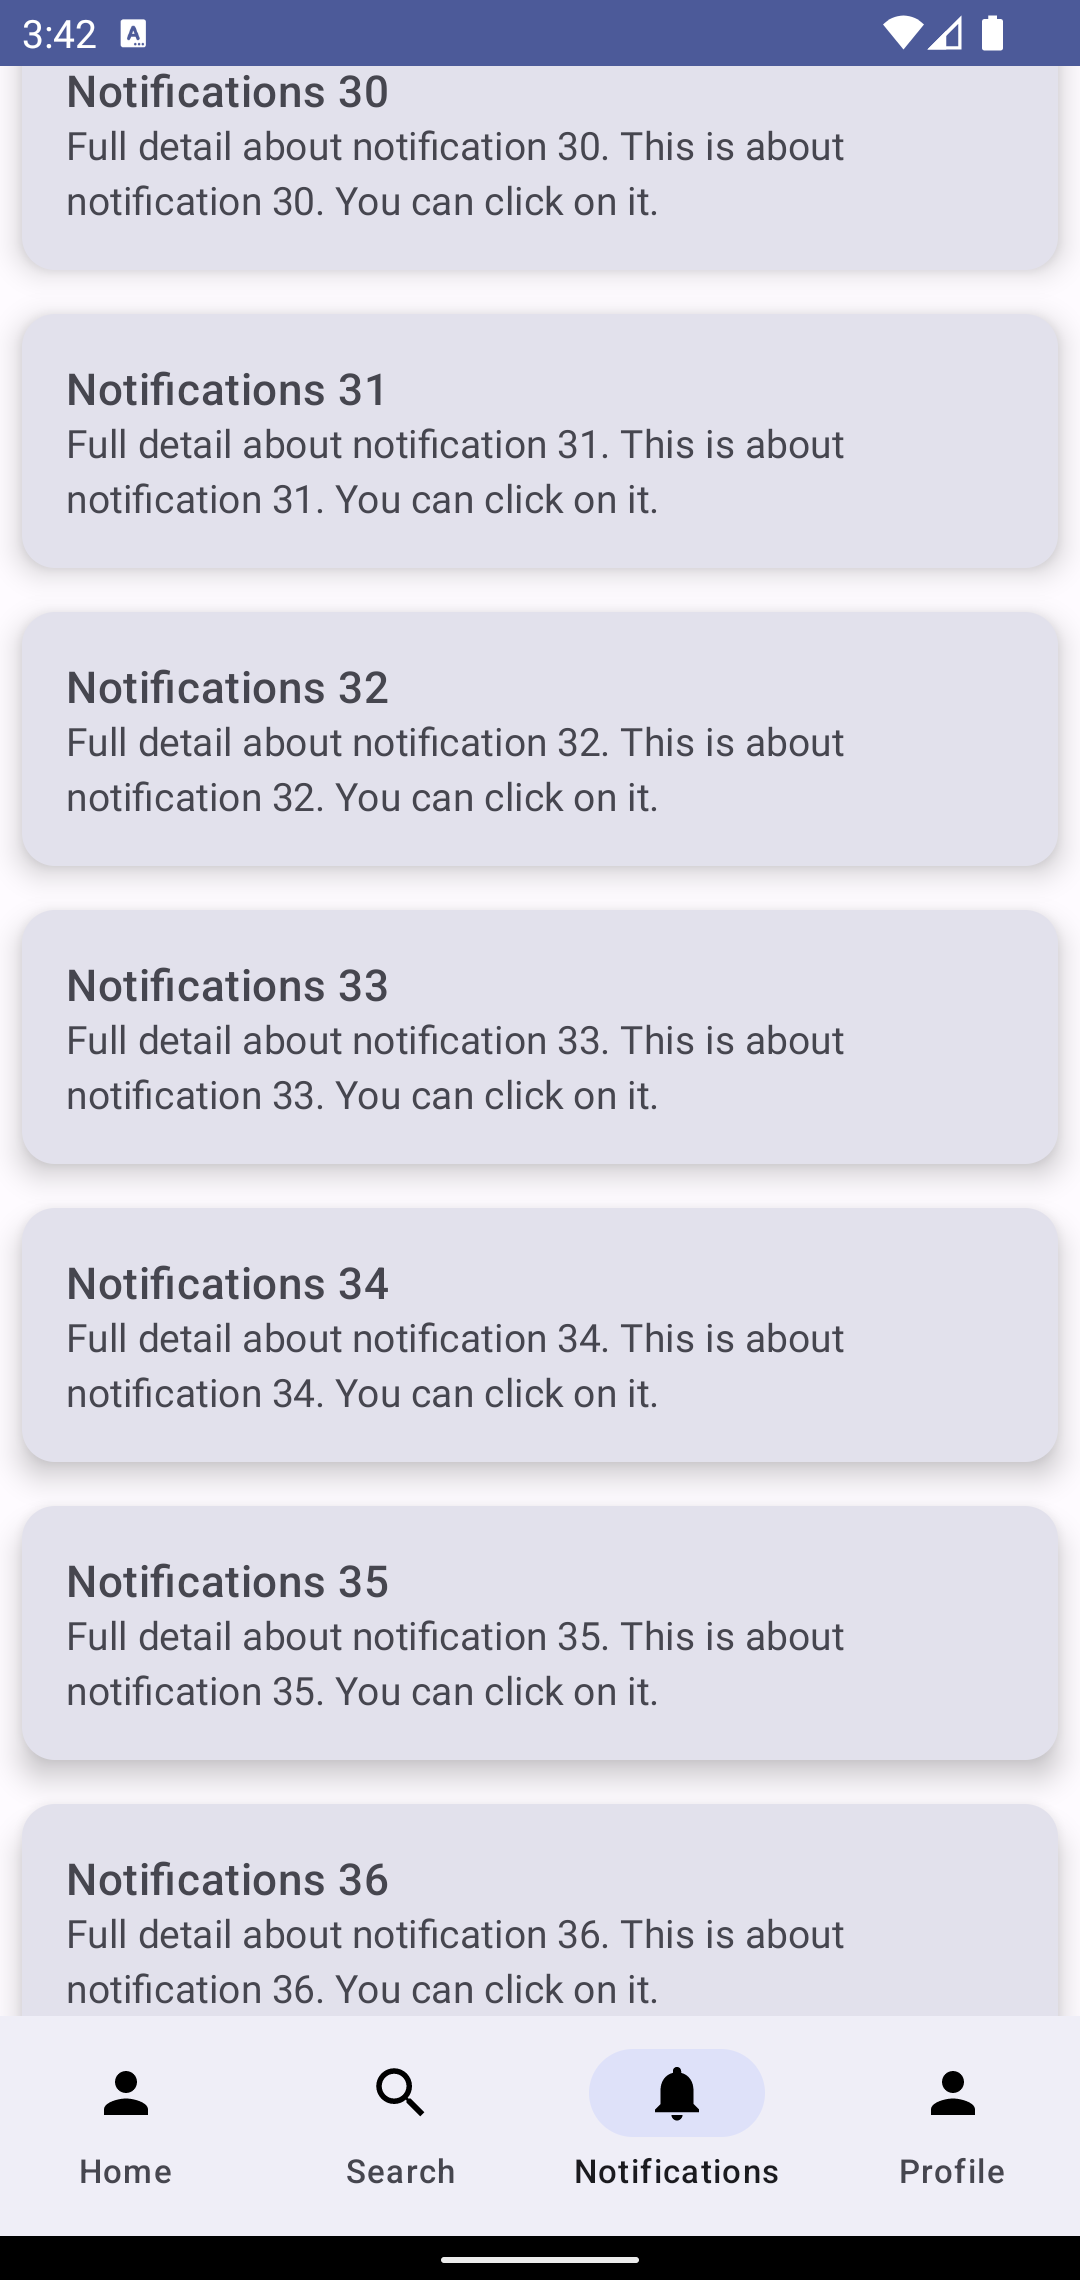 3:42
Notifications 30
Full detail about notification 30. This is about
notification 30. You can click on it.
Notifications 31
Full detail about notification 31. This is about
notification 31. You can click on it.
Notifications 32
Full detail about notification 32. This is about
notification 32. You can click on it.
Notifications 33
Full detail about notification 33. This is about
notification 33. You can click on it.
Notifications 34
Full detail about notification 34. This is about
notification 34. You can click on it.
Notifications 35
Full detail about notification 35. This is about
notification 35. You can click on it.
Notifications 36
Full detail about notification 36. This is about
notification 36. You can click on it.
Home
Search
Notifications
Profile